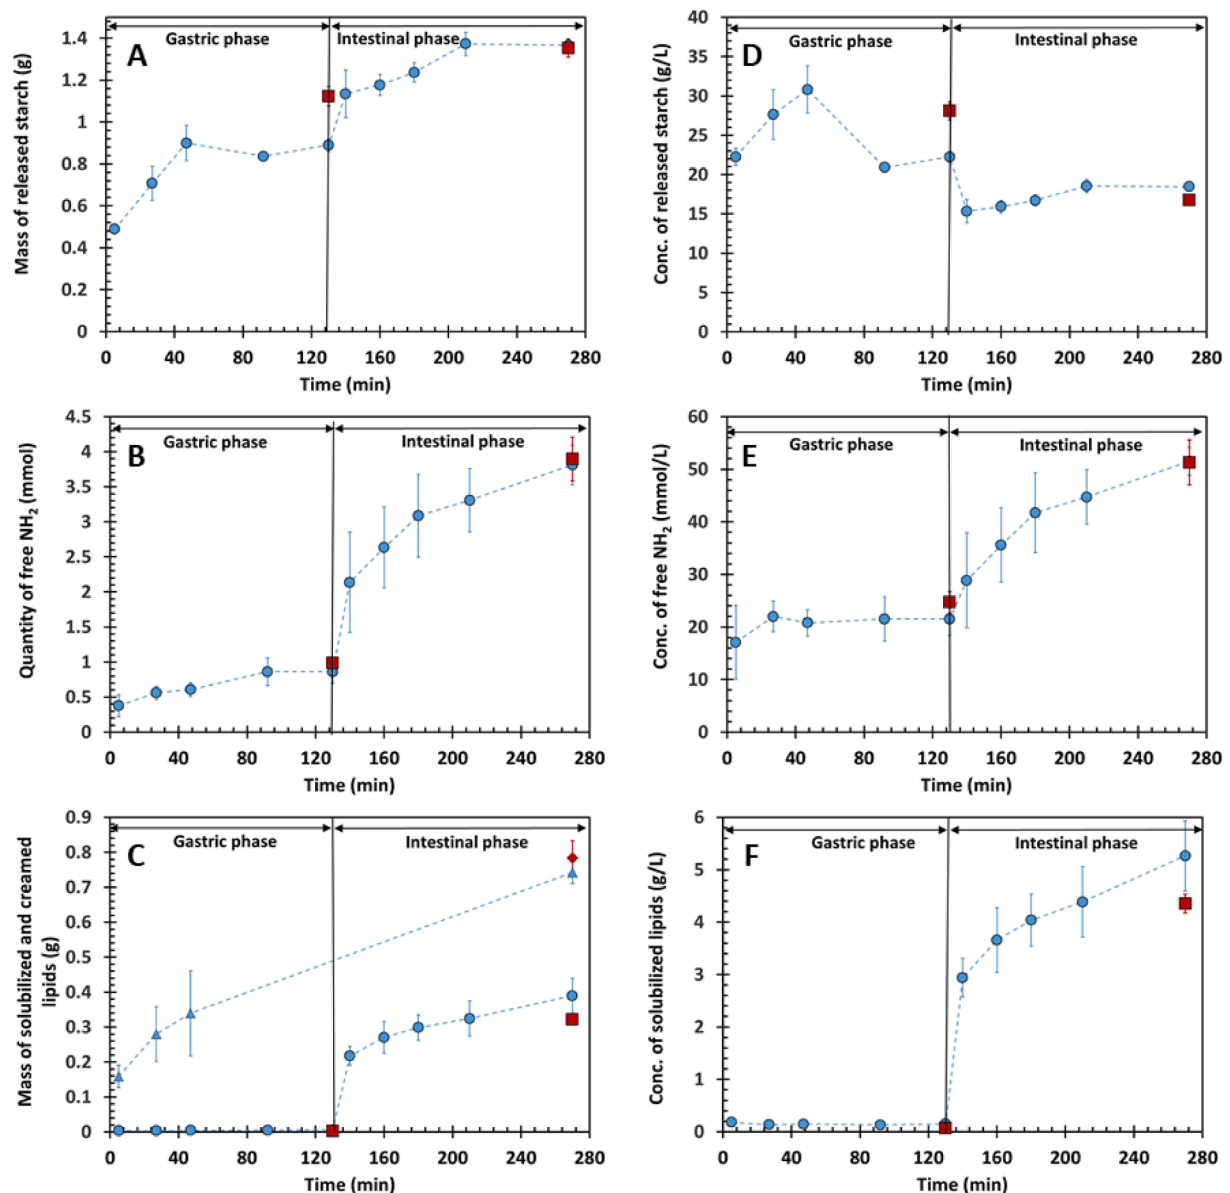 A
Gastric phase
Intestinal phase
Mass of released starch (g)
1.4
1.2
1
0.8
0.6
0.4
0.2
0
0 40 80 120 160 200 240 280
Time (min)
D
Gastric phase
Intestinal phase
Conc. of released starch (g/L)
40
35
30
25
20
15
10
5
0
0 40 80 120 160 200 240 280
Time (min)
B
Gastric phase
Intestinal phase
Quantity of free NH2 (mmol)
4.5
4
3.5
3
2.5
2
1.5
1
0.5
0
0 40 80 120 160 200 240 280
Time (min)
E
Gastric phase
Intestinal phase
Conc. of free NH2 (mmol/L)
60
50
40
30
20
10
0
0 40 80 120 160 200 240 280
Time (min)
C
Gastric phase
Intestinal phase
Mass of solubilized and creamed
lipids (g)
0.9
0.8
0.7
0.6
0.5
0.4
0.3
0.2
0.1
0
0 40 80 120 160 200 240 280
Time (min)
F
Gastric phase
Intestinal phase
Conc. of solubilized lipids (g/L)
6
5
4
3
2
1
0
0 40 80 120 160 200 240 280
Time (min)